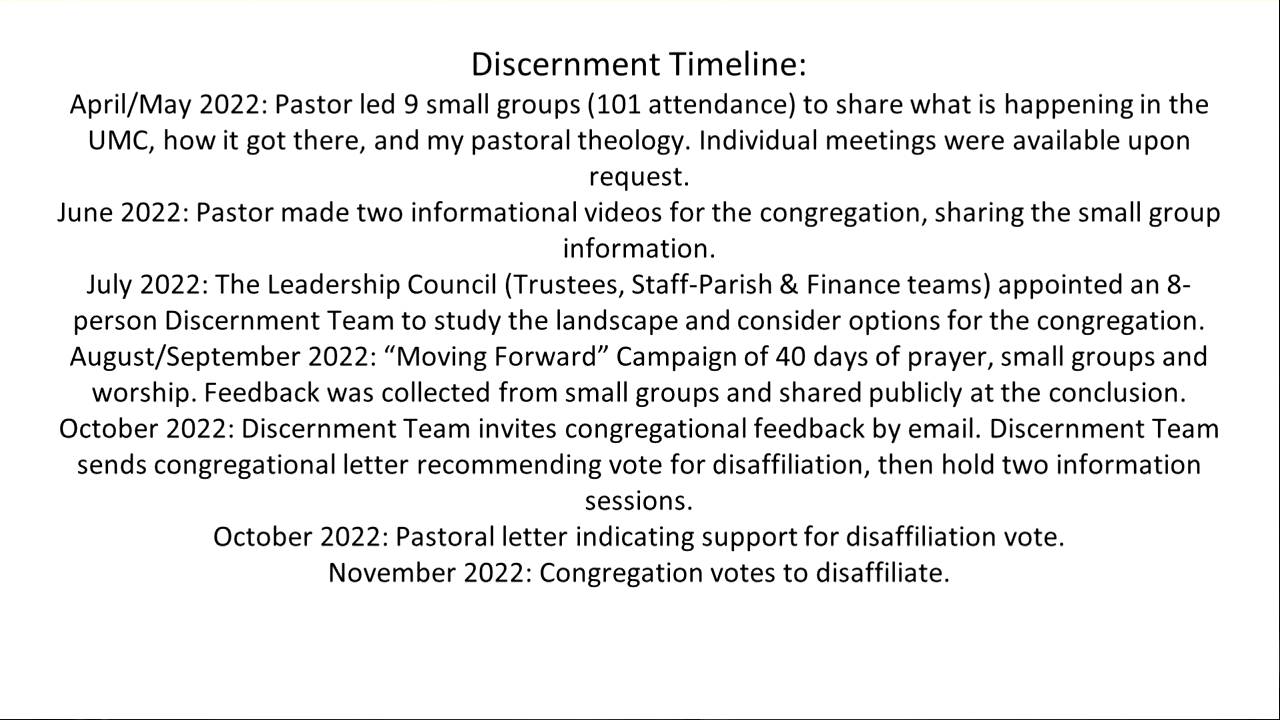 Discernment Timeline:
April/May 2022: Pastor led 9 small groups (101 attendance) to share what is happening in the
UMC, how it got there, and my pastoral theology. Individual meetings were available upon
request.
June 2022: Pastor made two informational videos for the congregation, sharing the small group
information.
July 2022: The Leadership Council (Trustees, Staff-Parish & Finance teams) appointed an 8-
person Discernment Team to study the landscape and consider options for the congregation.
August/September 2022: “Moving Forward” Campaign of 40 days of prayer, small groups and
worship. Feedback was collected from small groups and shared publicly at the conclusion.
October 2022: Discernment Team invites congregational feedback by email. Discernment Team
sends congregational letter recommending vote for disaffiliation, then hold two information
sessions.
October 2022: Pastoral letter indicating support for disaffiliation vote.
November 2022: Congregation votes to disaffiliate.